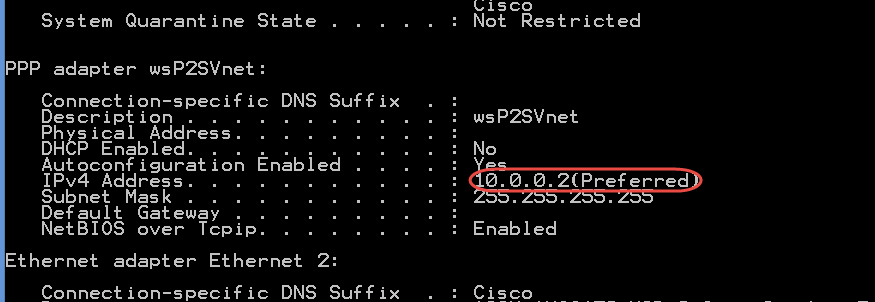 Cisco
System Quarantine State . . . . . : Not Restricted
PPP adapter wsP2SVnet:
Connection-specific DNS Suffix . :
Description . . . . . . . . . . . : wsP2SVnet
Physical Address. . . . . . . . . :
DHCP Enabled. . . . . . . . . . . : No
Autoconfiguration Enabled . . . . : Yes
IPv4 Address. . . . . . . . . . . : 10.0.0.2(Preferred)
Subnet Mask . . . . . . . . . . . : 255.255.255.255
Default Gateway . . . . . . . . . :
NetBIOS over Tcpip. . . . . . . . : Enabled
Ethernet adapter Ethernet 2:
Connection-specific DNS Suffix . : Cisco